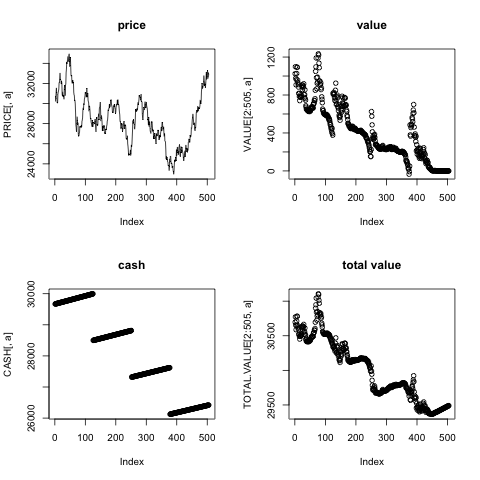 price
PRICE[, a]
24000 28000 32000
0 100 200 300 400 500
Index
value
VALUE[2:505, a]
0 400 800 1200
0 100 200 300 400 500
Index
cash
CASH[, a]
26000 28000 30000
0 100 200 300 400 500
Index
total value
TOTAL.VALUE[2:505, a]
29500 30500
0 100 200 300 400 500
Index